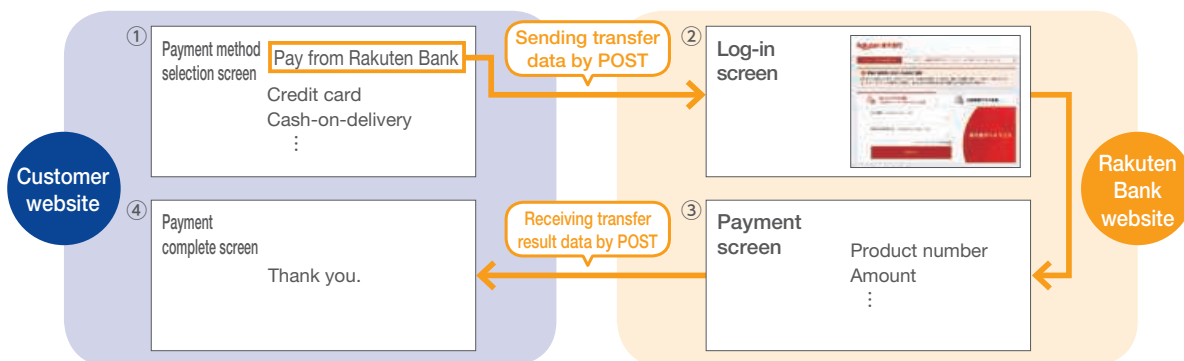 ①
Payment method
selection screen
Pay from Rakuten Bank
Credit card
Cash-on-delivery
⋮
Sending transfer
data by POST
②
Log-in
screen
Rakuten
Customer
website
Rakuten
Bank
website
④
Payment
complete screen
Thank you.
Receiving transfer
result data by POST
③
Payment
screen
Product number
Amount
⋮